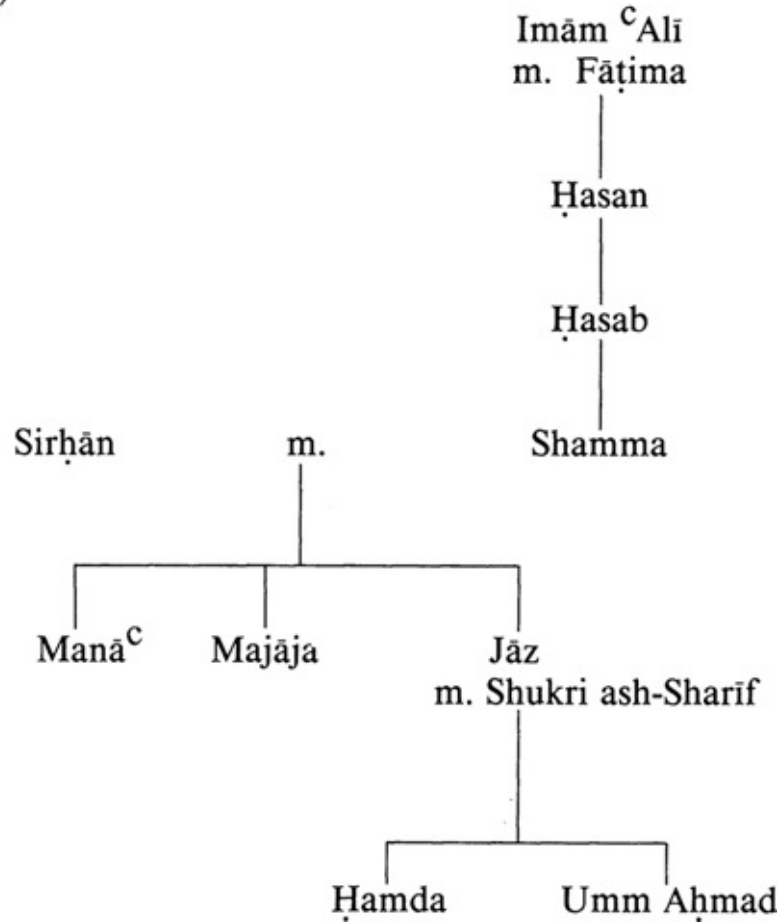 )
Imām ᶜAlī
m. Fāṭima
Ḥasan
Ḥasab
Sirḥān m. Shamma
Manāᶜ Majāja Jāz
m. Shukri ash-Sharīf
Ḥamda Umm Aḥmad